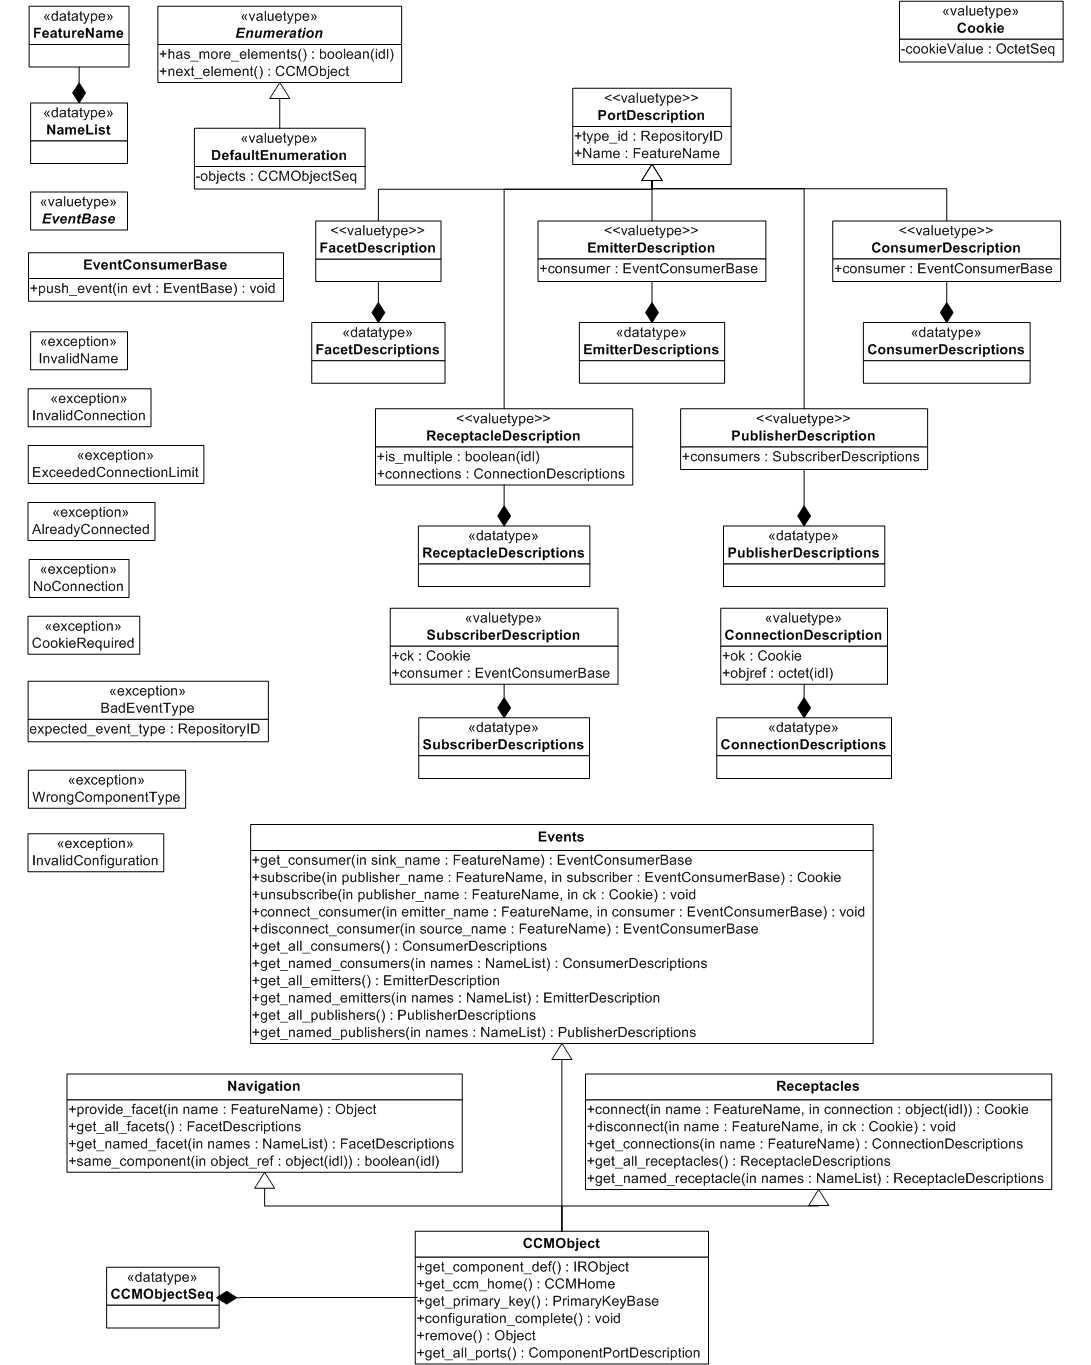 «datatype»
FeatureName
«datatype»
NameList
«valuetype»
Enumeration
+has_more_elements() : boolean(idl)
+next_element() : CCMObject
«valuetype»
DefaultEnumeration
-objects : CCMObjectSeq
«valuetype»
Cookie
-cookieValue : OctetSeq
<<valuetype>>
PortDescription
+type_id : RepositoryID
+Name : FeatureName
«valuetype»
EventBase
EventConsumerBase
+push_event(in evt : EventBase) : void
«exception»
InvalidName
«exception»
InvalidConnection
«exception»
ExceededConnectionLimit
«exception»
AlreadyConnected
«exception»
NoConnection
«exception»
CookieRequired
«exception»
BadEventType
expected_event_type : RepositoryID
«exception»
WrongComponentType
«exception»
InvalidConfiguration
<<valuetype>>
FacetDescription
«datatype»
FacetDescriptions
<<valuetype>>
EmitterDescription
+consumer : EventConsumerBase
«datatype»
EmitterDescriptions
<<valuetype>>
ConsumerDescription
+consumer : EventConsumerBase
«datatype»
ConsumerDescriptions
<<valuetype>>
ReceptacleDescription
+is_multiple : boolean(idl)
+connections : ConnectionDescriptions
«datatype»
ReceptacleDescriptions
<<valuetype>>
PublisherDescription
+consumers : SubscriberDescriptions
«datatype»
PublisherDescriptions
«valuetype»
SubscriberDescription
+ck : Cookie
+consumer : EventConsumerBase
«datatype»
SubscriberDescriptions
«valuetype»
ConnectionDescription
+ok : Cookie
+objref : octet(idl)
«datatype»
ConnectionDescriptions
Events
+get_consumer(in sink_name : FeatureName) : EventConsumerBase
+subscribe(in publisher_name : FeatureName, in subscriber : EventConsumerBase) : Cookie
+unsubscribe(in publisher_name : FeatureName, in ck : Cookie) : void
+connect_consumer(in emitter_name : FeatureName, in consumer : EventConsumerBase) : void
+disconnect_consumer(in source_name : FeatureName) : EventConsumerBase
+get_all_consumers() : ConsumerDescriptions
+get_named_consumers(in names : NameList) : ConsumerDescriptions
+get_all_emitters() : EmitterDescription
+get_named_emitters(in names : NameList) : EmitterDescription
+get_all_publishers() : PublisherDescriptions
+get_named_publishers(in names : NameList) : PublisherDescriptions
Navigation
+provide_facet(in name : FeatureName) : Object
+get_all_facets() : FacetDescriptions
+get_named_facet(in names : NameList) : FacetDescriptions
+same_component(in object_ref : object(idl)) : boolean(idl)
Receptacles
+connect(in name : FeatureName, in connection : object(idl)) : Cookie
+disconnect(in name : FeatureName, in ck : Cookie) : void
+get_connections(in name : FeatureName) : ConnectionDescriptions
+get_all_receptacles() : ReceptacleDescriptions
+get_named_receptacle(in names : NameList) : ReceptacleDescriptions
CCMObject
+get_component_def() : IRObject
+get_ccm_home() : CCMHome
+get_primary_key() : PrimaryKeyBase
+configuration_complete() : void
+remove() : Object
+get_all_ports() : ComponentPortDescription
«datatype»
CCMObjectSeq